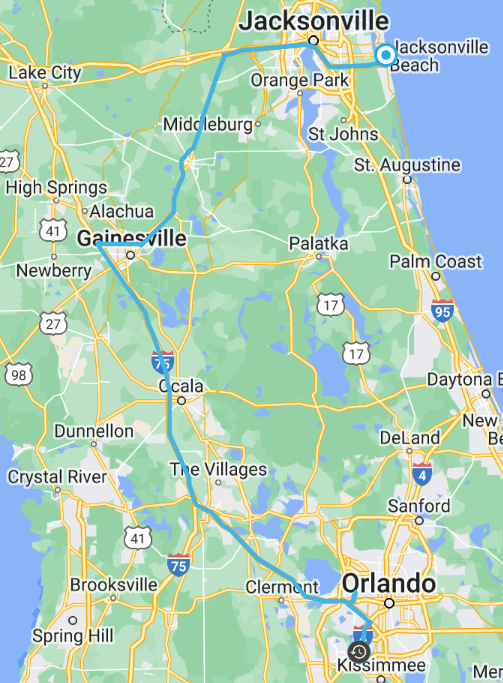 Jacksonville
Jacksonville
Beach
Lake City
Orange Park
Middleburg
St Johns
27
St. Augustine
High Springs
Alachua
41
Gainesville
Palatka
Newberry
Palm Coast
17
95
27
17
75
98
Ocala
Daytona B
New
Be
Dunnellon
DeLand
The Villages
4
Crystal River
Sanford
41
75
Brooksville
Clermont
Orlando
Spring Hill
Kissimmee
Mer